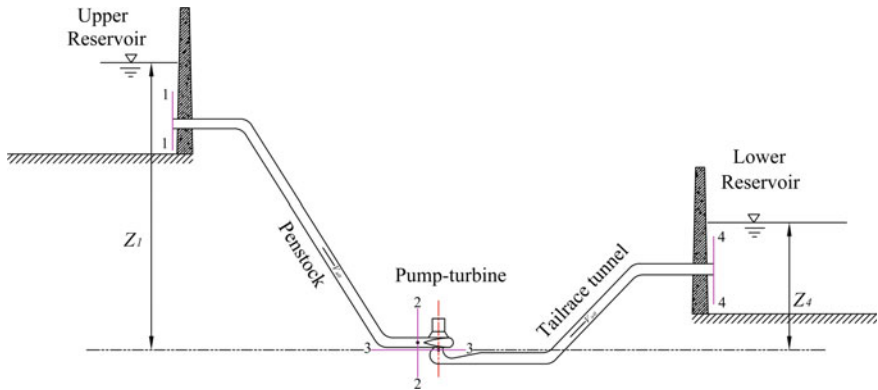 Upper
Reservoir
1
1
Z1
Penstock
Pump-turbine
2
3
3
2
Tailrace tunnel
Lower
Reservoir
4
4
Z4